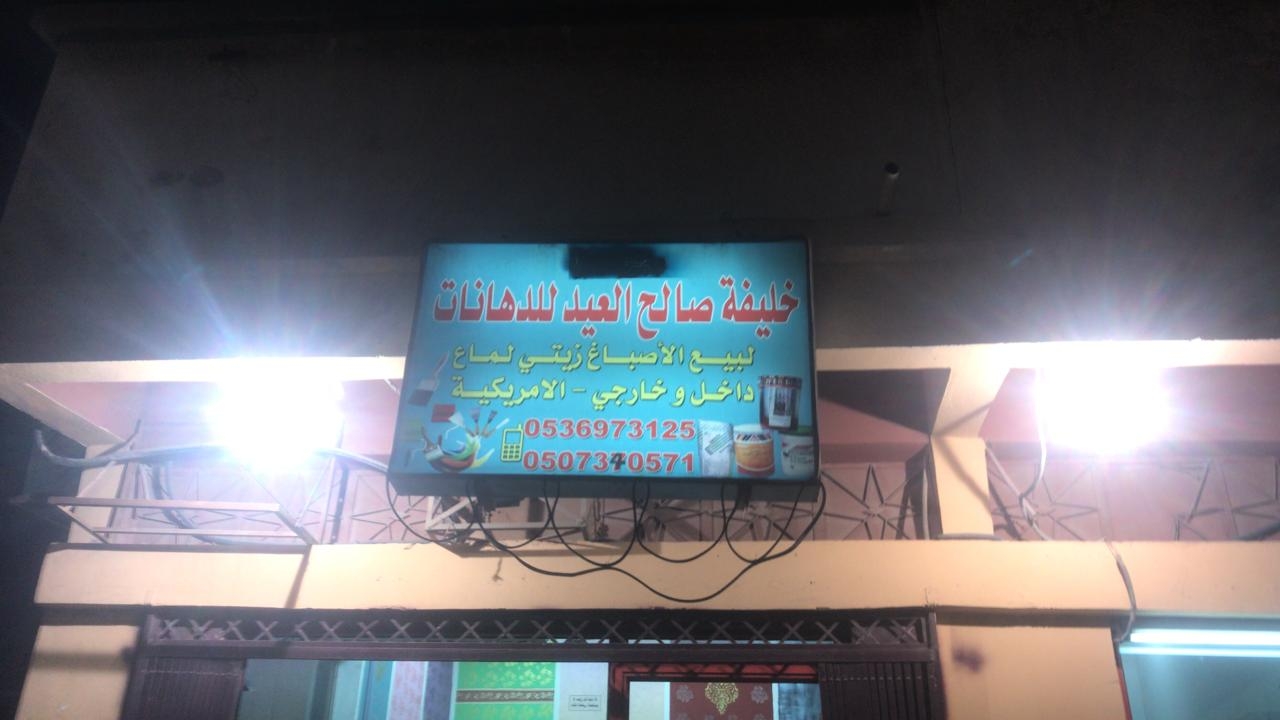 خليفة صالح العيد للدهانات
لبيع الأصباغ زيتي لماع
داخل و خارجي - الامريكية
0536973125
0507340571